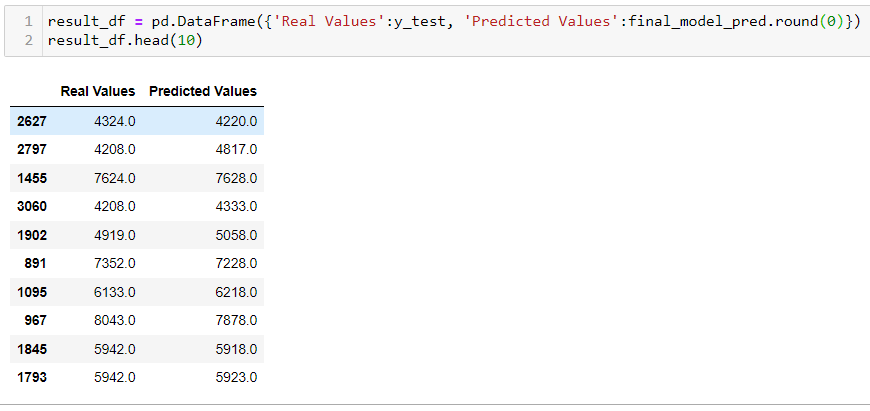 1 result_df = pd.DataFrame({'Real Values':y_test, 'Predicted Values':final_model_pred.round(0)})
2 result_df.head(10)
Real Values Predicted Values
2627 4324.0 4220.0
2797 4208.0 4817.0
1455 7624.0 7628.0
3060 4208.0 4333.0
1902 4919.0 5058.0
891 7352.0 7228.0
1095 6133.0 6218.0
967 8043.0 7878.0
1845 5942.0 5918.0
1793 5942.0 5923.0